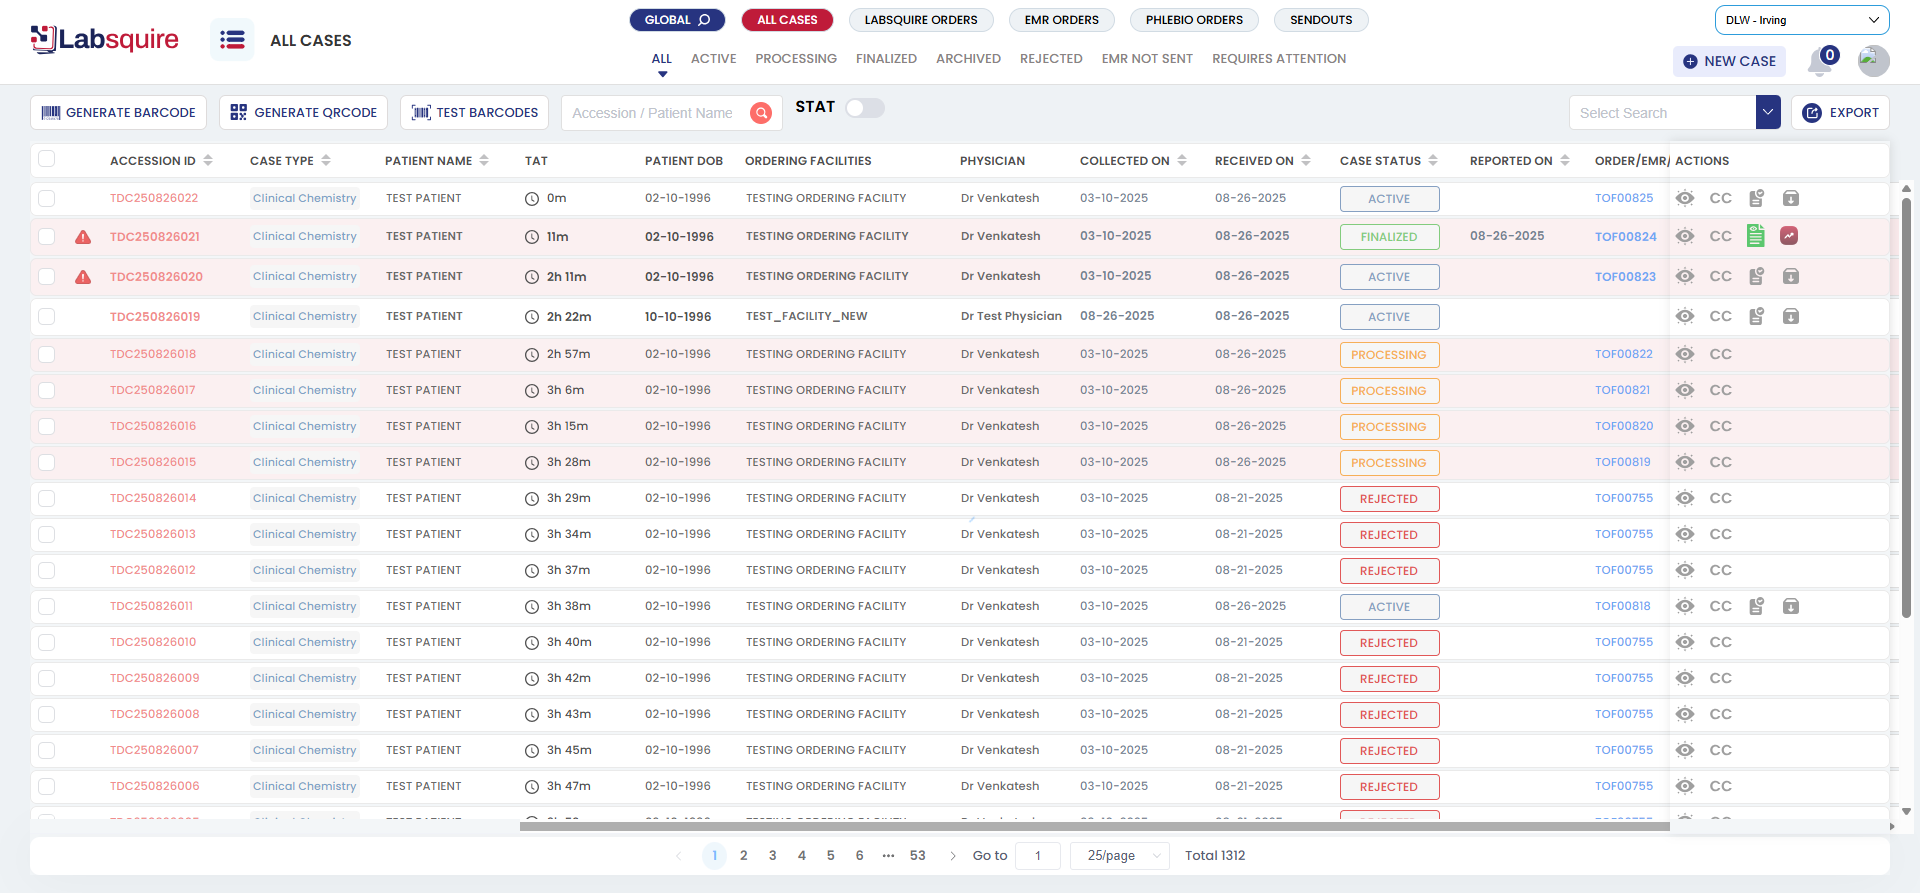 Labsquire
ALL CASES
GLOBAL ALL CASES LABSQUIRE ORDERS EMR ORDERS PHLEBIO ORDERS SENDOUTS
ALL ACTIVE PROCESSING FINALIZED ARCHIVED REJECTED EMR NOT SENT REQUIRES ATTENTION
DLW - Irving
NEW CASE 0
GENERATE BARCODE GENERATE QRCODE TEST BARCODES Accession / Patient Name STAT Select Search EXPORT
ACCESSION ID CASE TYPE PATIENT NAME TAT PATIENT DOB ORDERING FACILITIES PHYSICIAN COLLECTED ON RECEIVED ON CASE STATUS REPORTED ON ORDER/EMR/ ACTIONS
TDC250826022 Clinical Chemistry TEST PATIENT 0m 02-10-1996 TESTING ORDERING FACILITY Dr Venkatesh 03-10-2025 08-26-2025 ACTIVE TOF00825 CC
TDC250826021 Clinical Chemistry TEST PATIENT 11m 02-10-1996 TESTING ORDERING FACILITY Dr Venkatesh 03-10-2025 08-26-2025 FINALIZED 08-26-2025 TOF00824 CC
TDC250826020 Clinical Chemistry TEST PATIENT 2h 11m 02-10-1996 TESTING ORDERING FACILITY Dr Venkatesh 03-10-2025 08-26-2025 ACTIVE TOF00823 CC
TDC250826019 Clinical Chemistry TEST PATIENT 2h 22m 10-10-1996 TEST_FACILITY_NEW Dr Test Physician 08-26-2025 08-26-2025 ACTIVE CC
TDC250826018 Clinical Chemistry TEST PATIENT 2h 57m 02-10-1996 TESTING ORDERING FACILITY Dr Venkatesh 03-10-2025 08-26-2025 PROCESSING TOF00822 CC
TDC250826017 Clinical Chemistry TEST PATIENT 3h 6m 02-10-1996 TESTING ORDERING FACILITY Dr Venkatesh 03-10-2025 08-26-2025 PROCESSING TOF00821 CC
TDC250826016 Clinical Chemistry TEST PATIENT 3h 15m 02-10-1996 TESTING ORDERING FACILITY Dr Venkatesh 03-10-2025 08-26-2025 PROCESSING TOF00820 CC
TDC250826015 Clinical Chemistry TEST PATIENT 3h 28m 02-10-1996 TESTING ORDERING FACILITY Dr Venkatesh 03-10-2025 08-26-2025 PROCESSING TOF00819 CC
TDC250826014 Clinical Chemistry TEST PATIENT 3h 29m 02-10-1996 TESTING ORDERING FACILITY Dr Venkatesh 03-10-2025 08-21-2025 REJECTED TOF00755 CC
TDC250826013 Clinical Chemistry TEST PATIENT 3h 34m 02-10-1996 TESTING ORDERING FACILITY Dr Venkatesh 03-10-2025 08-21-2025 REJECTED TOF00755 CC
TDC250826012 Clinical Chemistry TEST PATIENT 3h 37m 02-10-1996 TESTING ORDERING FACILITY Dr Venkatesh 03-10-2025 08-21-2025 REJECTED TOF00755 CC
TDC250826011 Clinical Chemistry TEST PATIENT 3h 38m 02-10-1996 TESTING ORDERING FACILITY Dr Venkatesh 03-10-2025 08-26-2025 ACTIVE TOF00818 CC
TDC250826010 Clinical Chemistry TEST PATIENT 3h 40m 02-10-1996 TESTING ORDERING FACILITY Dr Venkatesh 03-10-2025 08-21-2025 REJECTED TOF00755 CC
TDC250826009 Clinical Chemistry TEST PATIENT 3h 42m 02-10-1996 TESTING ORDERING FACILITY Dr Venkatesh 03-10-2025 08-21-2025 REJECTED TOF00755 CC
TDC250826008 Clinical Chemistry TEST PATIENT 3h 43m 02-10-1996 TESTING ORDERING FACILITY Dr Venkatesh 03-10-2025 08-21-2025 REJECTED TOF00755 CC
TDC250826007 Clinical Chemistry TEST PATIENT 3h 45m 02-10-1996 TESTING ORDERING FACILITY Dr Venkatesh 03-10-2025 08-21-2025 REJECTED TOF00755 CC
TDC250826006 Clinical Chemistry TEST PATIENT 3h 47m 02-10-1996 TESTING ORDERING FACILITY Dr Venkatesh 03-10-2025 08-21-2025 REJECTED TOF00755 CC
1 2 3 4 5 6 ••• 53 Go to 1 25/page Total 1312